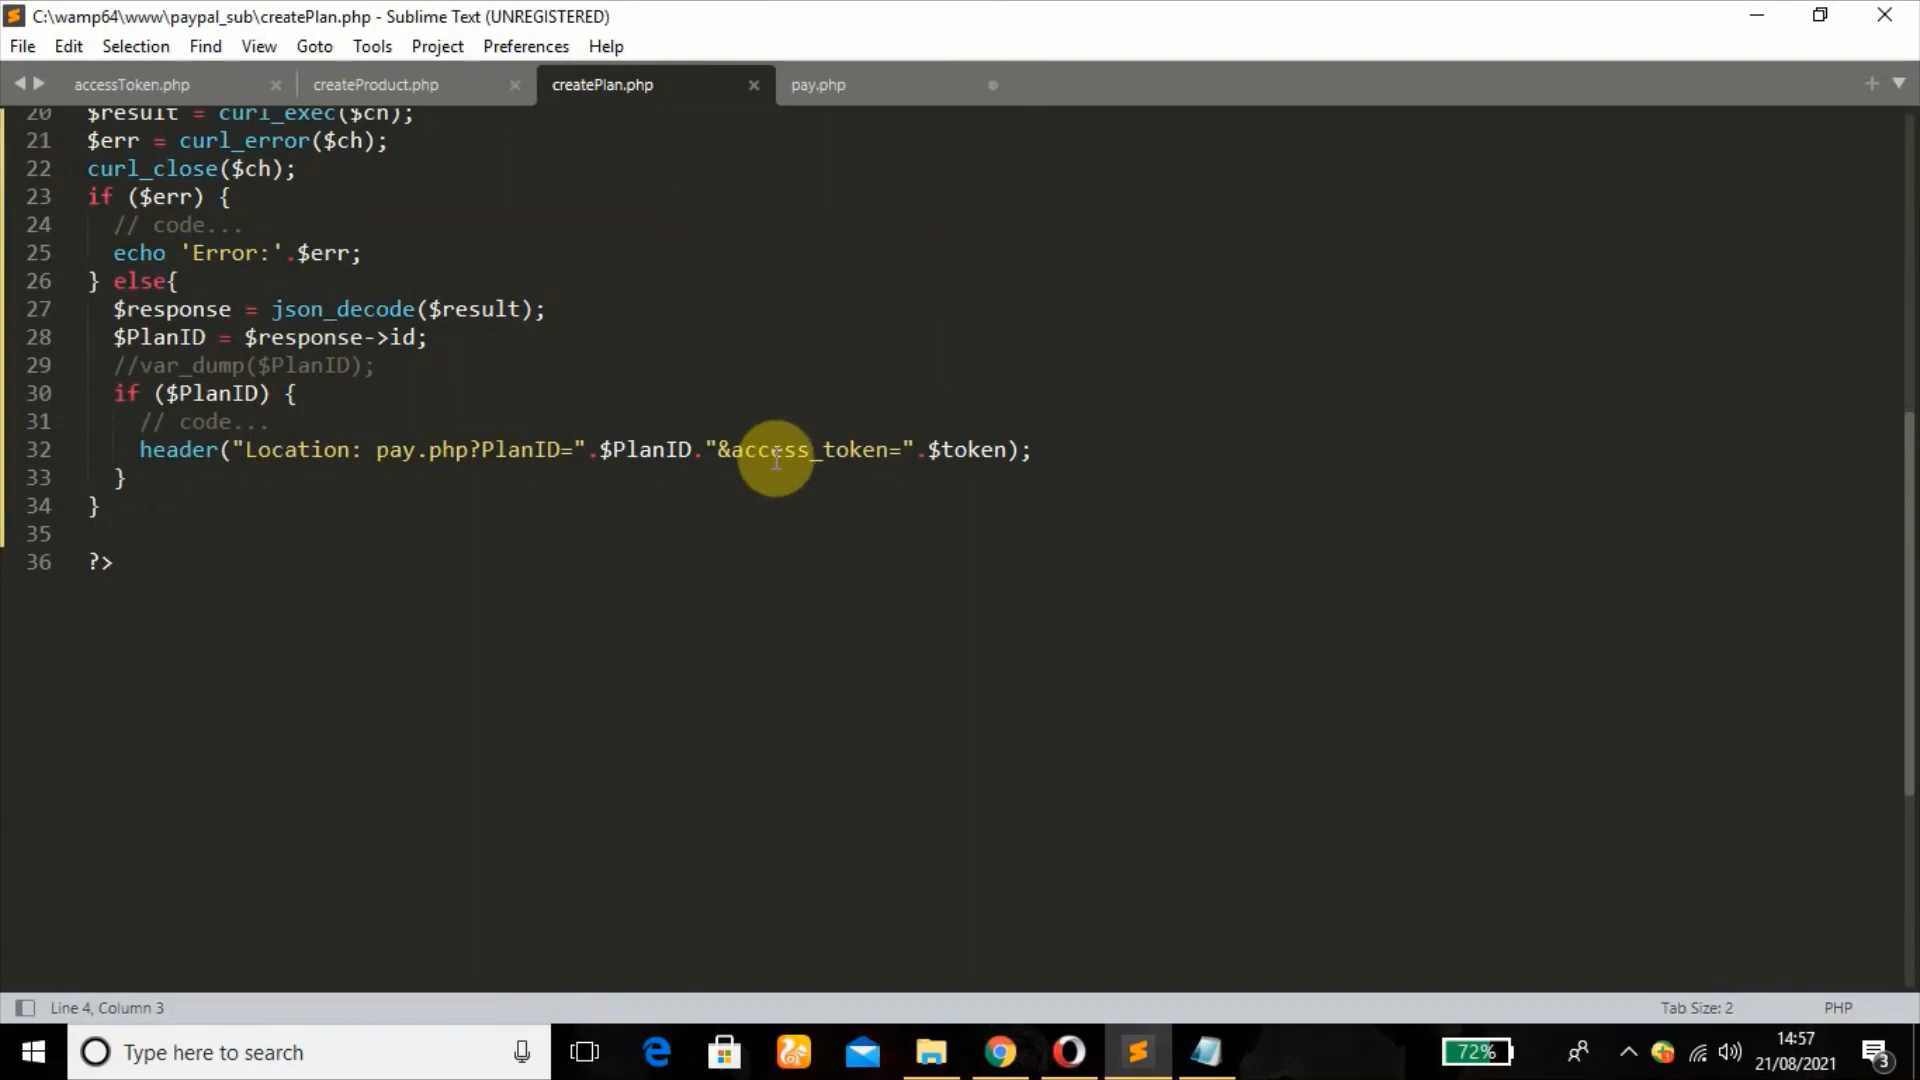 C:\wamp64\www\paypal_sub\createPlan.php - Sublime Text (UNREGISTERED)
File Edit Selection Find View Goto Tools Project Preferences Help
accessToken.php createProduct.php createPlan.php pay.php
20 $result = curl_exec($ch);
21 $err = curl_error($ch);
22 curl_close($ch);
23 if ($err) {
24 // code...
25 echo 'Error:'.$err;
26 } else{
27 $response = json_decode($result);
28 $PlanID = $response->id;
29 //var_dump($PlanID);
30 if ($PlanID) {
31 // code...
32 header("Location: pay.php?PlanID=".$PlanID."&access_token=".$token);
33 }
34 }
35
36 ?>
Line 4, Column 3 Tab Size: 2 PHP
Type here to search 72% 14:57
21/08/2021 3